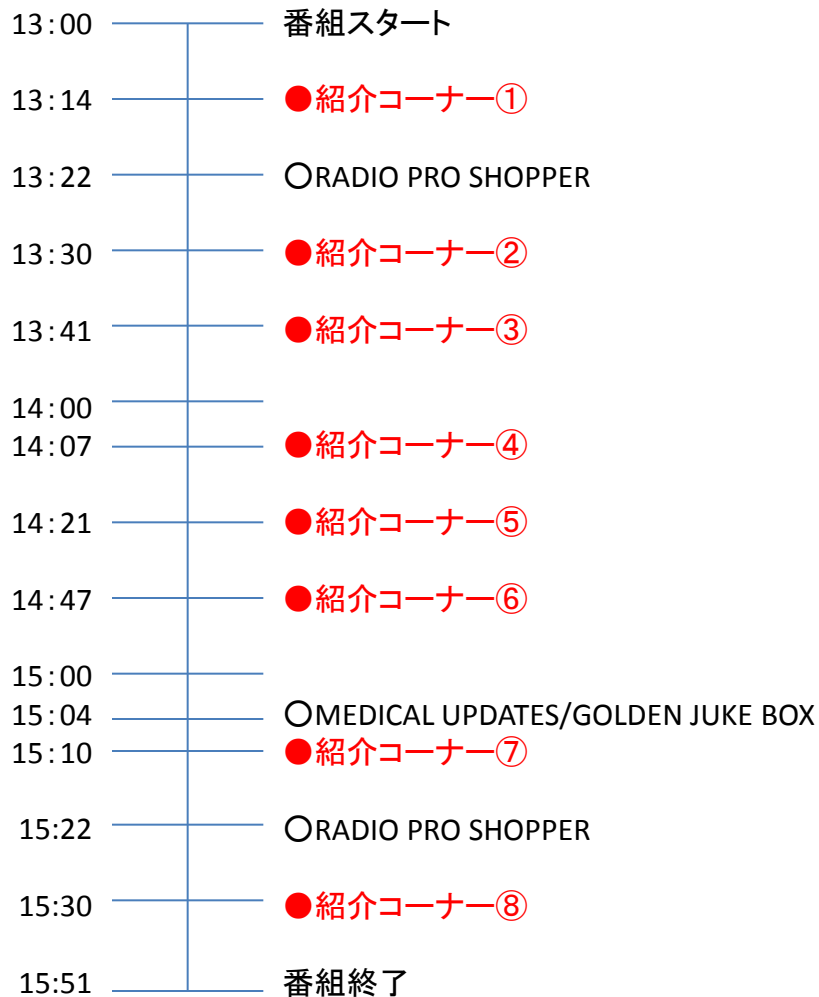 13:00 番組スタート
13:14 ●紹介コーナー①
13:22 ○RADIO PRO SHOPPER
13:30 ●紹介コーナー②
13:41 ●紹介コーナー③
14:00
14:07 ●紹介コーナー④
14:21 ●紹介コーナー⑤
14:47 ●紹介コーナー⑥
15:00
15:04 ○MEDICAL UPDATES/GOLDEN JUKE BOX
15:10 ●紹介コーナー⑦
15:22 ○RADIO PRO SHOPPER
15:30 ●紹介コーナー⑧
15:51 番組終了